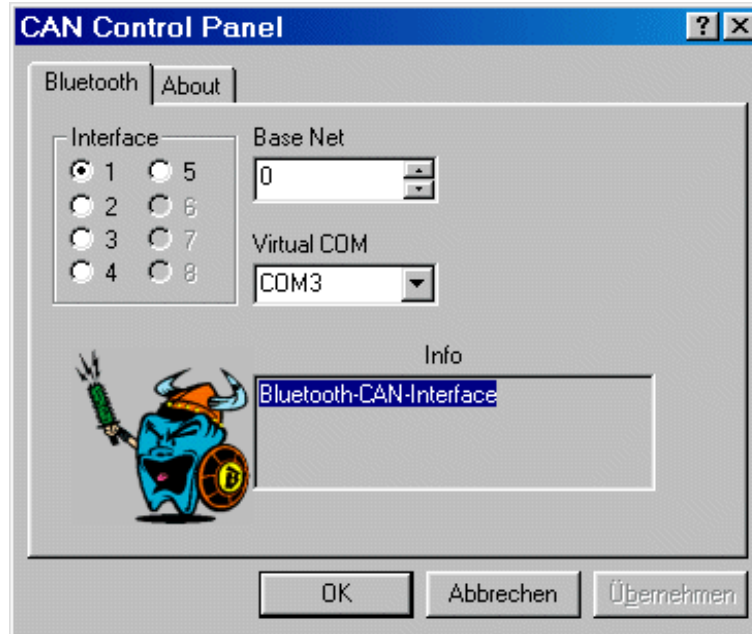 CAN Control Panel
Bluetooth
About
Interface
Base Net
1
5
0
2
6
3
7
Virtual COM
4
8
COM3
Info
Bluetooth-CAN-Interface
B
OK
Abbrechen
Übernehmen